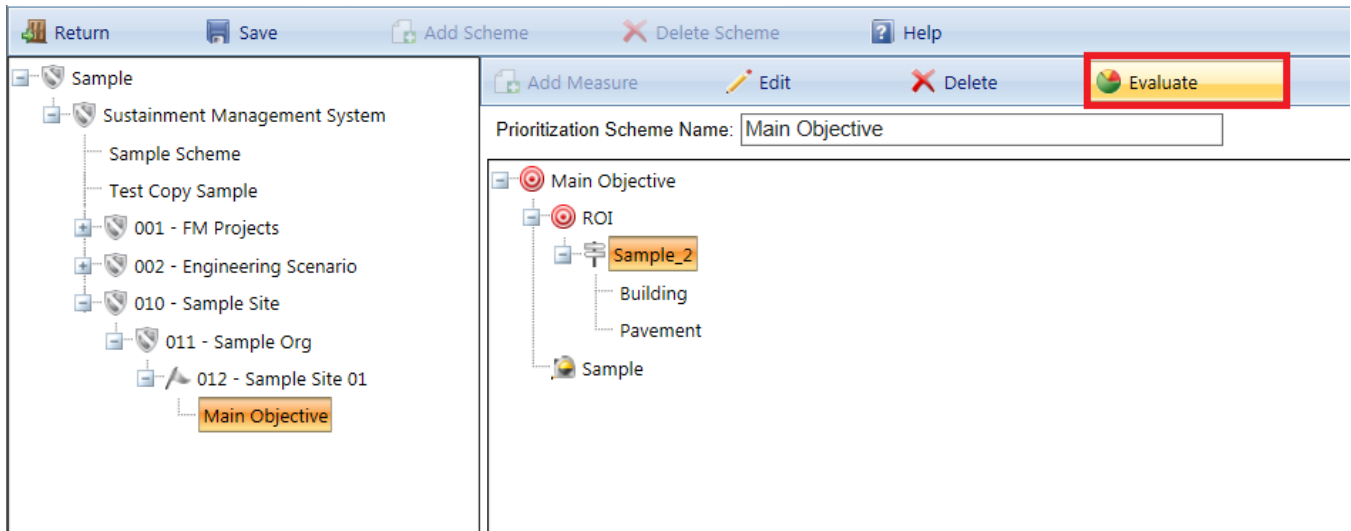 Return Save Add Scheme Delete Scheme Help
Sample
Sustainment Management System
Sample Scheme
Test Copy Sample
001 - FM Projects
002 - Engineering Scenario
010 - Sample Site
011 - Sample Org
012 - Sample Site 01
Main Objective
Add Measure Edit Delete Evaluate
Prioritization Scheme Name: Main Objective
Main Objective
ROI
Sample_2
Building
Pavement
Sample